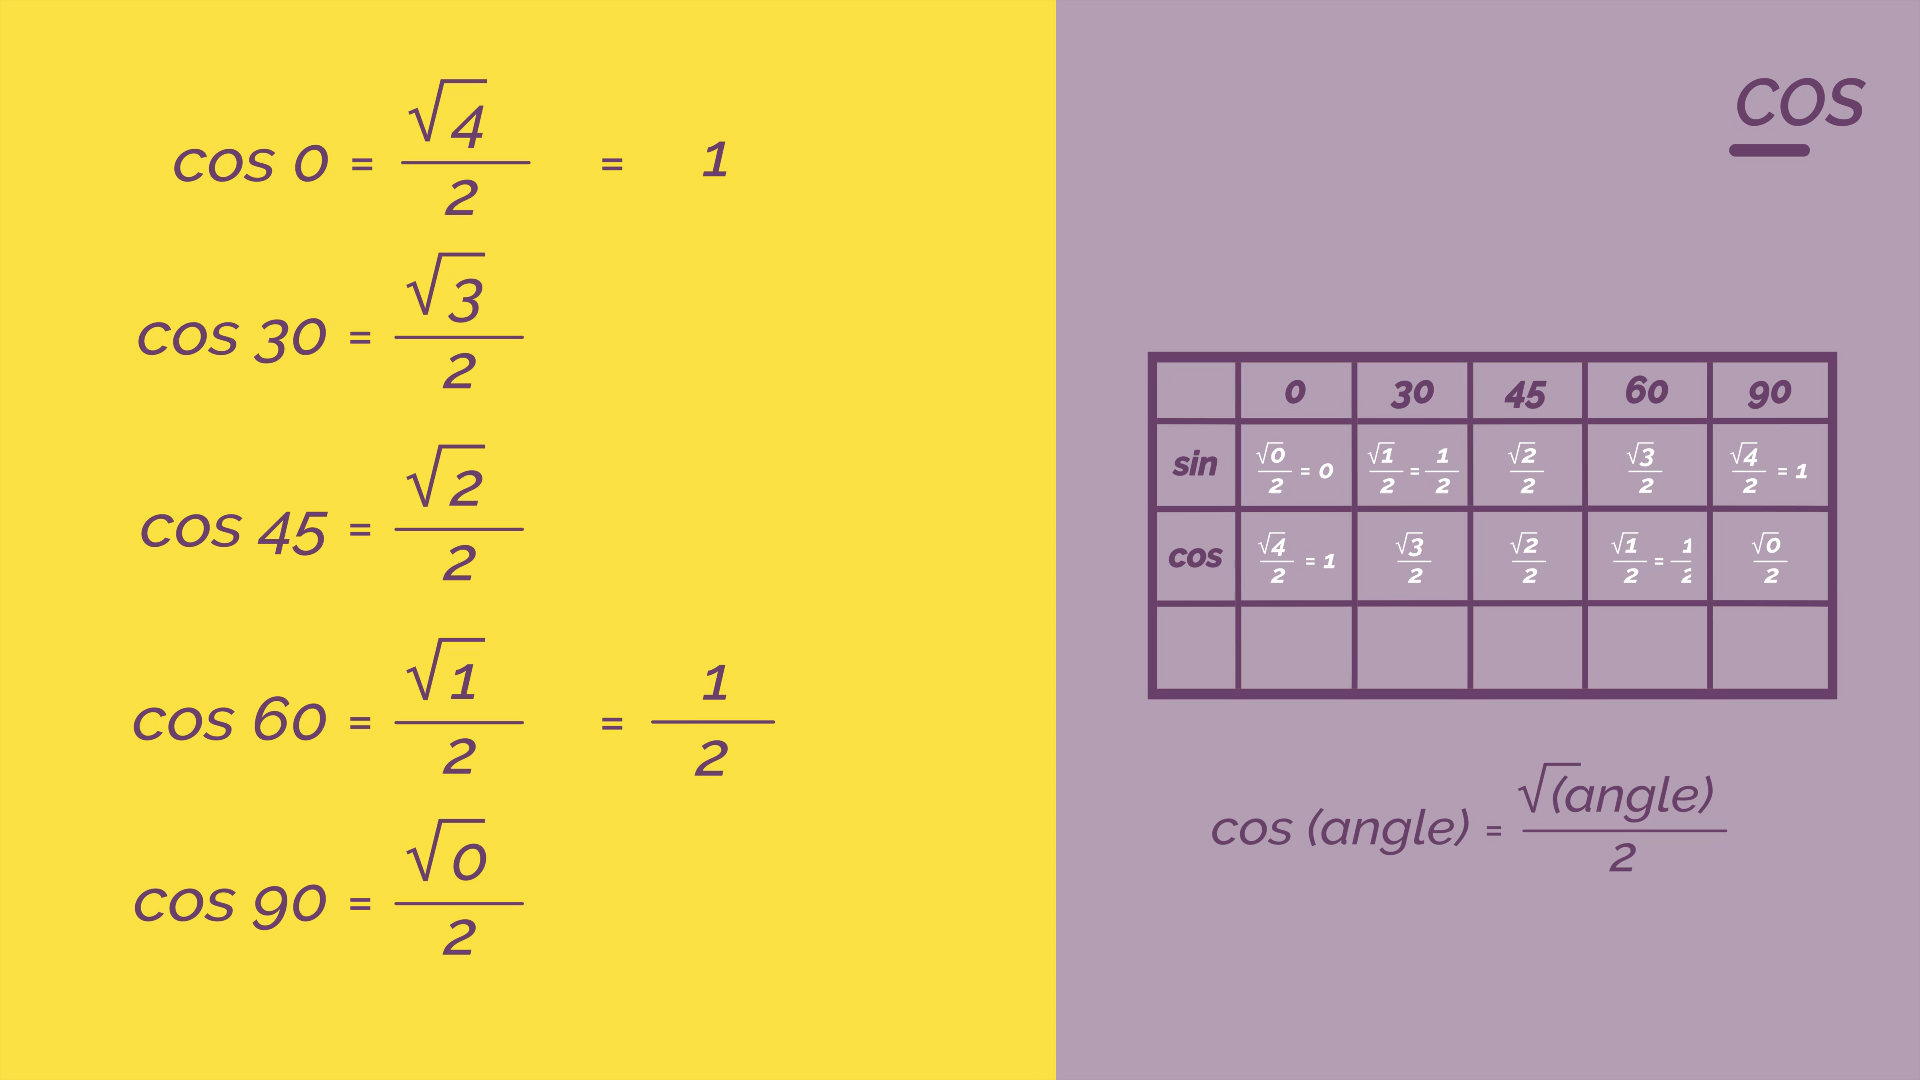 cos 0 = √4/2 = 1
cos 30 = √3/2
cos 45 = √2/2
cos 60 = √1/2 = 1/2
cos 90 = √0/2
cos
0 30 45 60 90
sin √0/2 = 0 √1/2 = 1/2 √2/2 √3/2 √4/2 = 1
cos √4/2 = 1 √3/2 √2/2 √1/2 = 1/2 √0/2
cos (angle) = √(angle)/2